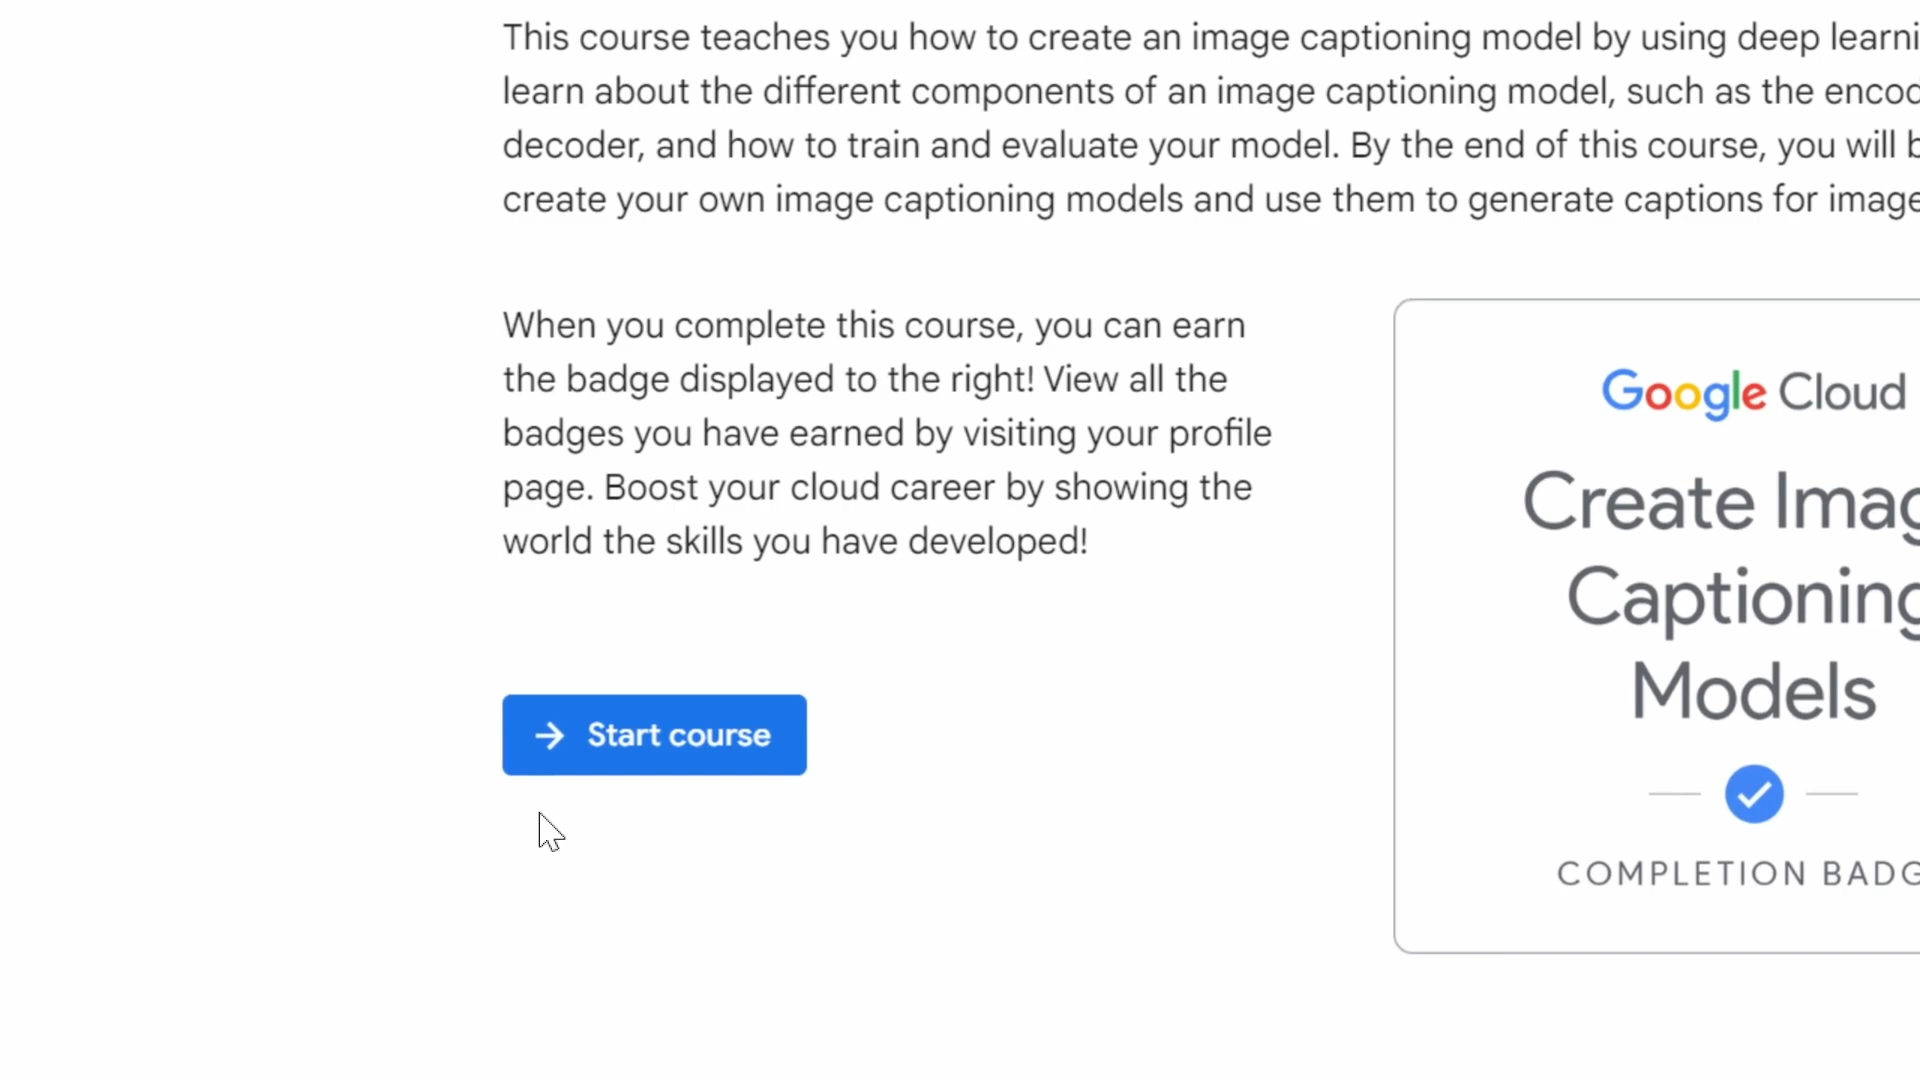 This course teaches you how to create an image captioning model by using deep learni
learn about the different components of an image captioning model, such as the encod
decoder, and how to train and evaluate your model. By the end of this course, you will b
create your own image captioning models and use them to generate captions for image
When you complete this course, you can earn
the badge displayed to the right! View all the
badges you have earned by visiting your profile
page. Boost your cloud career by showing the
world the skills you have developed!
Start course
Google Cloud
Create Imag
Captioning
Models
COMPLETION BADG